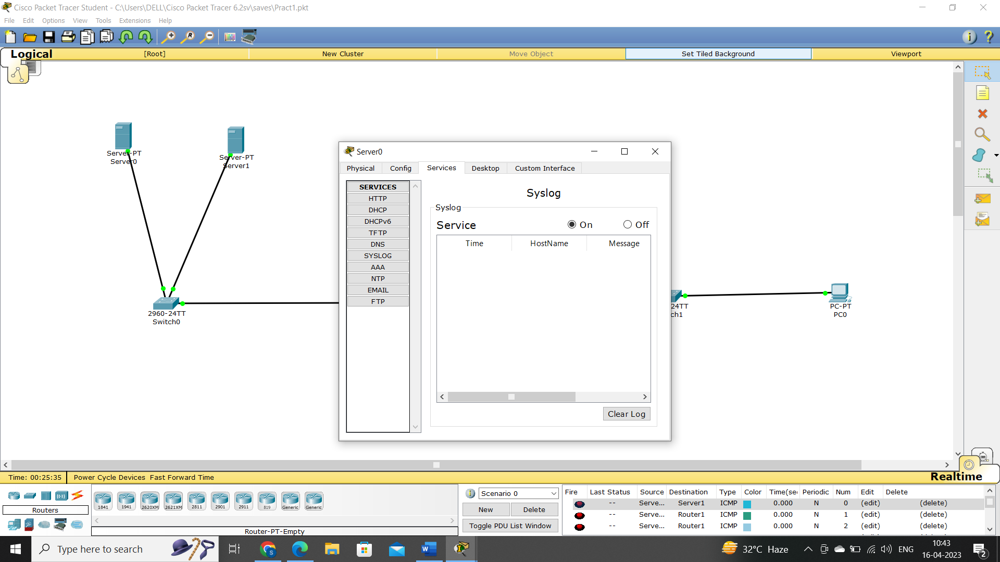 Cisco Packet Tracer Student - C:\Users\DELL\Cisco Packet Tracer 6.2sv\saves\Pract1.pkt
File Edit Options View Tools Extensions Help
Logical [Root] New Cluster Move Object Set Tiled Background Viewport
Server-PT
Server0
Server-PT
Server1
2960-24TT
Switch0
Server0
Physical Config Services Desktop Custom Interface
SERVICES
HTTP
DHCP
DHCPv6
TFTP
DNS
SYSLOG
AAA
NTP
EMAIL
FTP
Syslog
Syslog
Service On Off
Time HostName Message
Clear Log
24TT
ch1
PC-PT
PC0
Time: 00:25:35 Power Cycle Devices Fast Forward Time Realtime
Routers
1841 1941 2620XM 2621XM 2811 2901 2911 819 Generic Generic
Router-PT-Empty
Scenario 0
New Delete
Toggle PDU List Window
Fire Last Status Source Destination Type Color Time(se Periodic Num Edit Delete
-- Serve... Server1 ICMP 0.000 N 0 (edit) (delete)
-- Serve... Router1 ICMP 0.000 N 1 (edit) (delete)
-- Serve... Router1 ICMP 0.000 N 2 (edit) (delete)
Type here to search
32°C Haze
ENG
10:43
16-04-2023
2